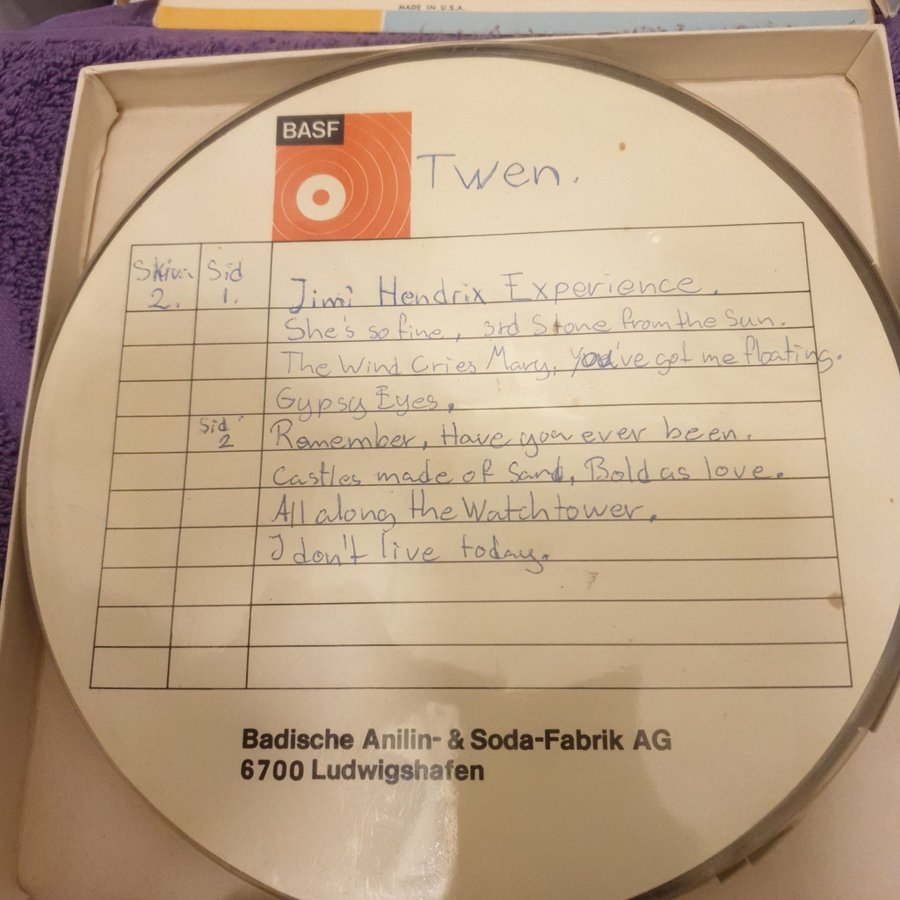 MADE IN U.S.A.
BASF
Twen.
Skiva Sid
2. 1. Jimi Hendrix Experience.
She's so fine, 3rd Stone from the Sun.
The Wind Cries Mary, You've got me floating.
Gypsy Eyes,
Sid 2 Remember, Have you ever been.
Castles made of Sand, Bold as love.
All along the Watchtower.
I don't live today.
Badische Anilin- & Soda-Fabrik AG
6700 Ludwigshafen